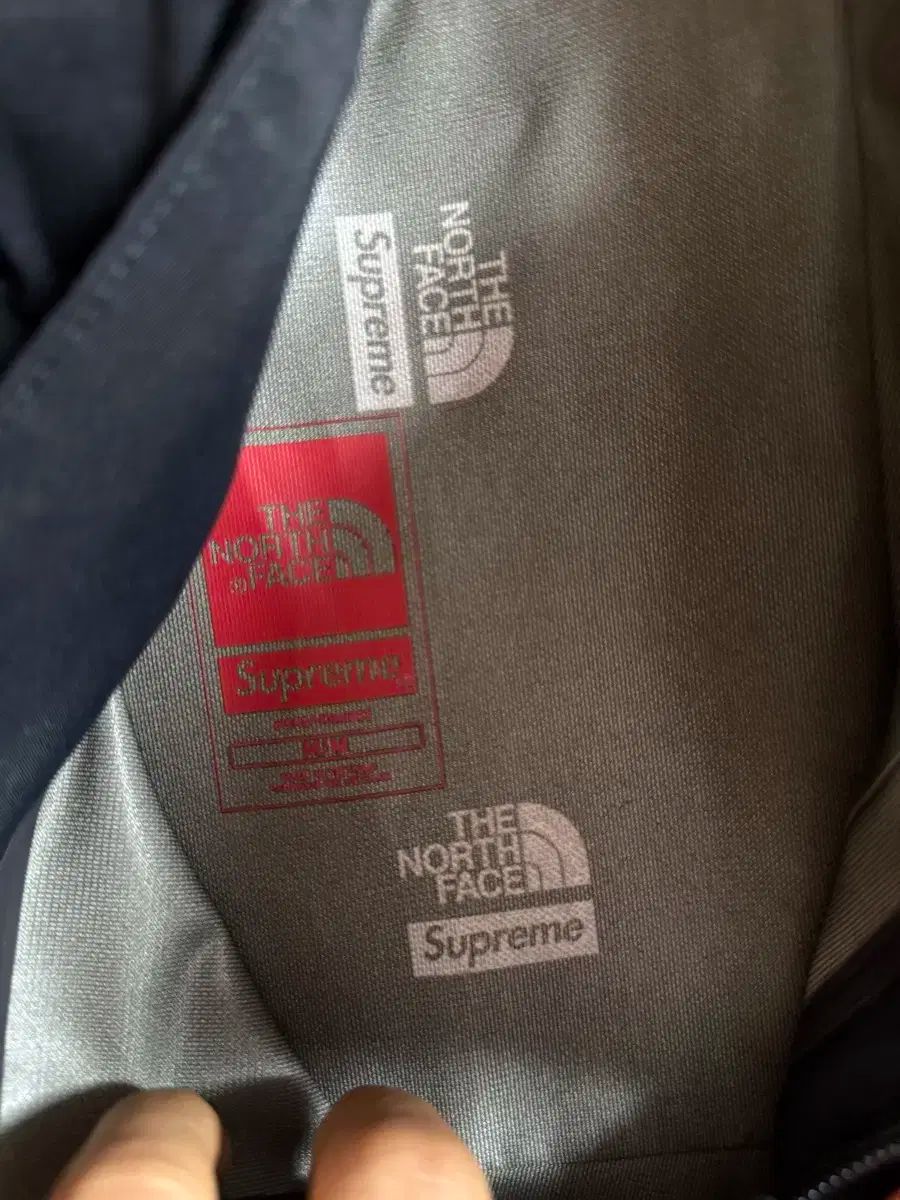 THE
NORTH
FACE
Supreme
THE
NORTH
FACE
®
Supreme
M/M
THE
NORTH
FACE
Supreme